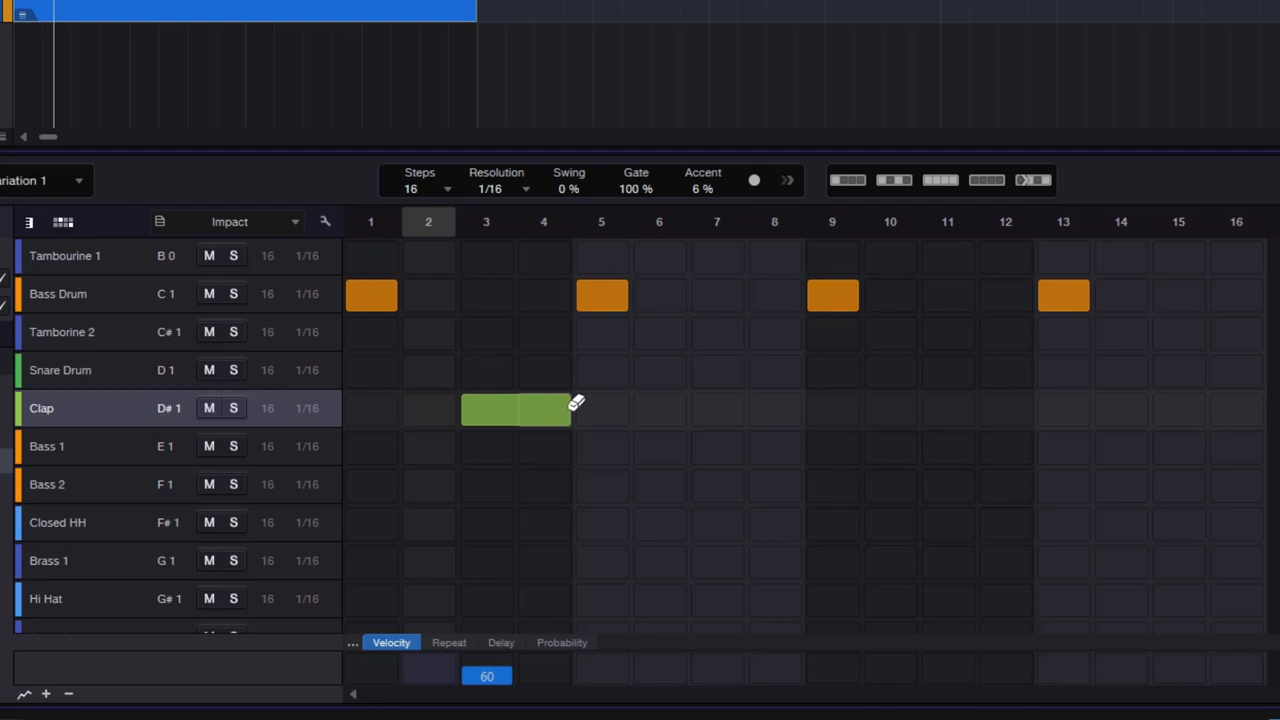 ariation 1
Steps Resolution Swing Gate Accent
16 1/16 0 % 100 % 6 %
Impact 1 2 3 4 5 6 7 8 9 10 11 12 13 14 15 16
Tambourine 1 B 0 M S 16 1/16
Bass Drum C 1 M S 16 1/16
Tamborine 2 C# 1 M S 16 1/16
Snare Drum D 1 M S 16 1/16
Clap D# 1 M S 16 1/16
Bass 1 E 1 M S 16 1/16
Bass 2 F 1 M S 16 1/16
Closed HH F# 1 M S 16 1/16
Brass 1 G 1 M S 16 1/16
Hi Hat G# 1 M S 16 1/16
... Velocity Repeat Delay Probability
60